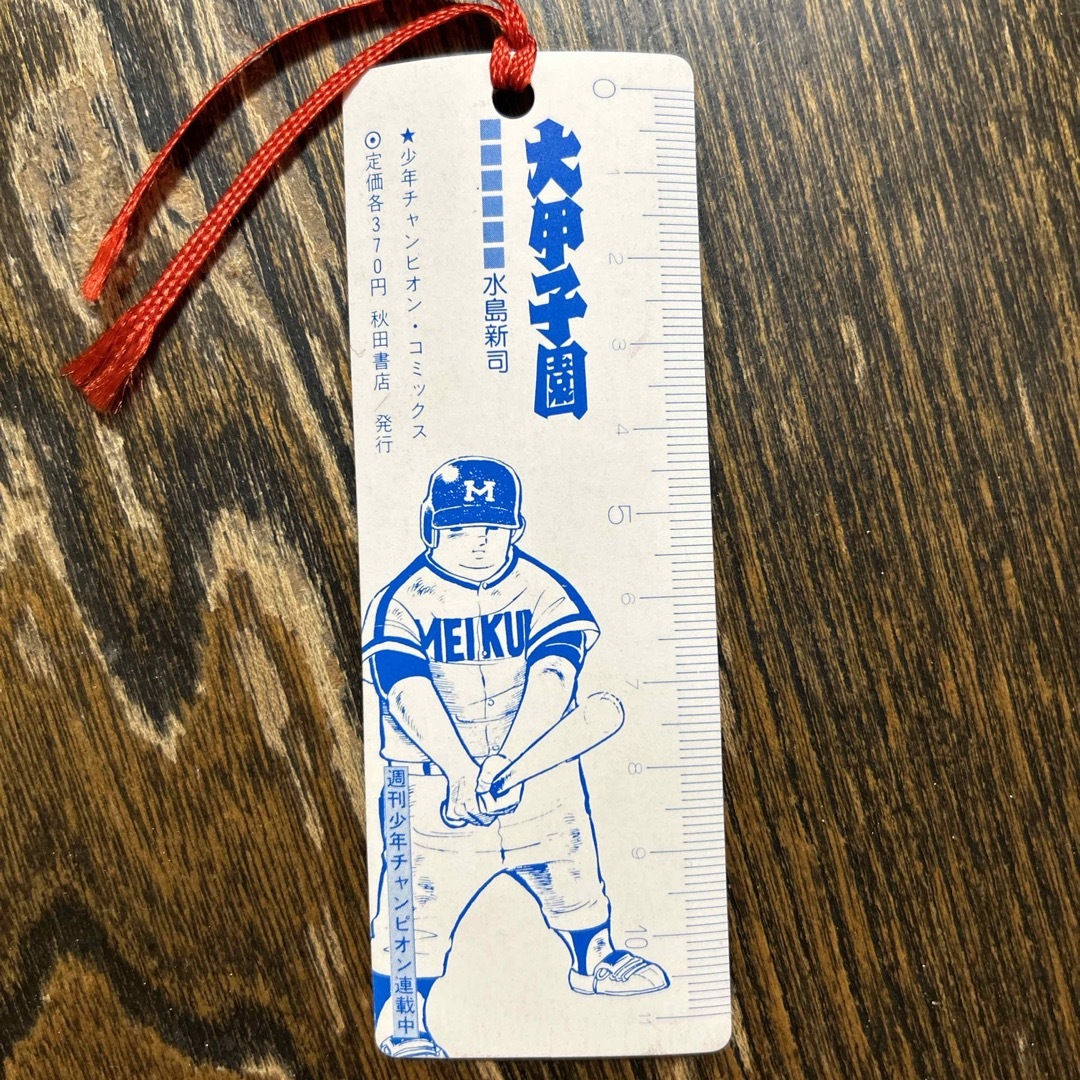 大甲子園
水島新司
★少年チャンピオン・コミックス
◉定価各370円 秋田書店/発行
M
MEIKU
週刊少年チャンピオン連載中
0
1
2
3
4
5
6
7
8
9
10
11